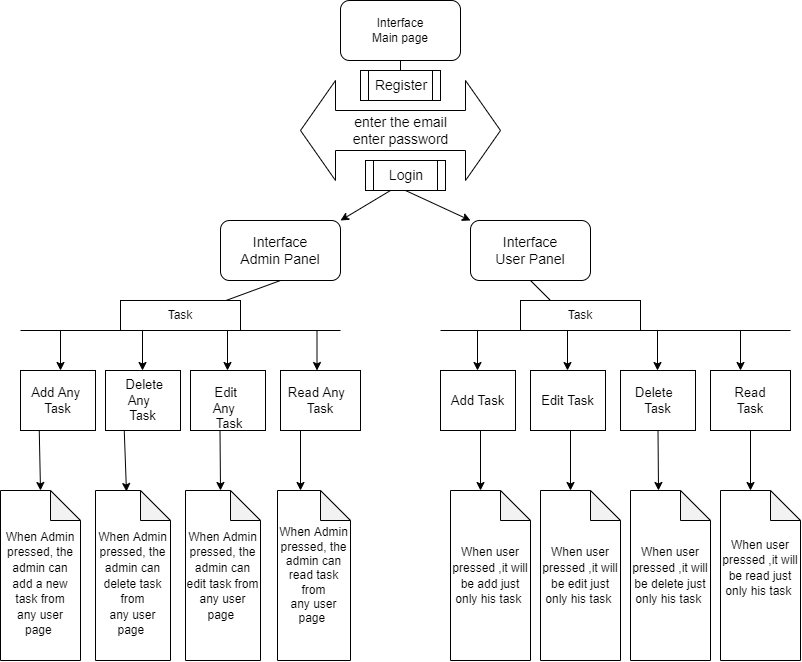 Interface
Main page
Register
enter the email
enter password
Login
Interface
Admin Panel
Interface
User Panel
Task
Task
Add Any
Task
Delete
Any
Task
Edit
Any
Task
Read Any
Task
Add Task
Edit Task
Delete
Task
Read
Task
When Admin
pressed, the
admin can
add a new
task from
any user
page
When Admin
pressed, the
admin can
delete task
from
any user
page
When Admin
pressed, the
admin can
edit task from
any user
page
When Admin
pressed, the
admin can
read task
from
any user
page
When user
pressed ,it will
be add just
only his task
When user
pressed ,it will
be edit just
only his task
When user
pressed ,it will
be delete just
only his task
When user
pressed ,it will
be read just
only his task